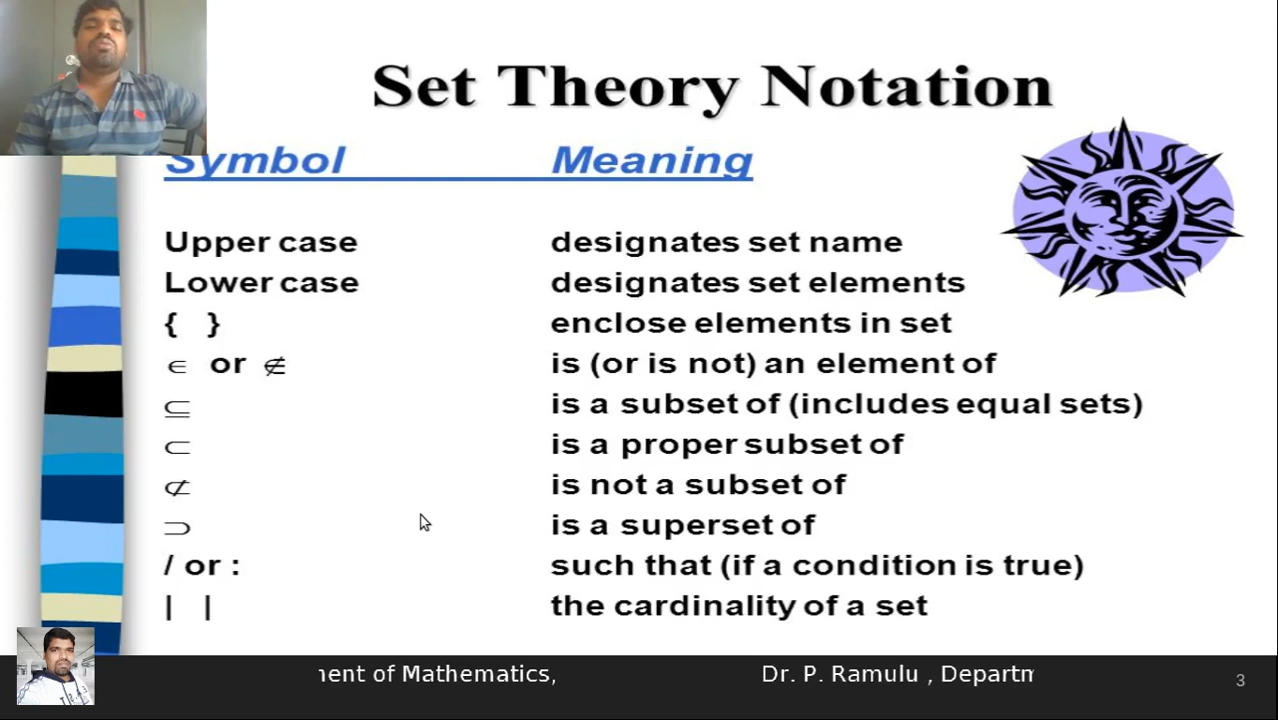 Set Theory Notation
Symbol Meaning
Upper case designates set name
Lower case designates set elements
{ } enclose elements in set
∈ or ∉ is (or is not) an element of
⊆ is a subset of (includes equal sets)
⊂ is a proper subset of
⊄ is not a subset of
⊃ is a superset of
/ or : such that (if a condition is true)
| | the cardinality of a set
ment of Mathematics, Dr. P. Ramulu , Departm
3